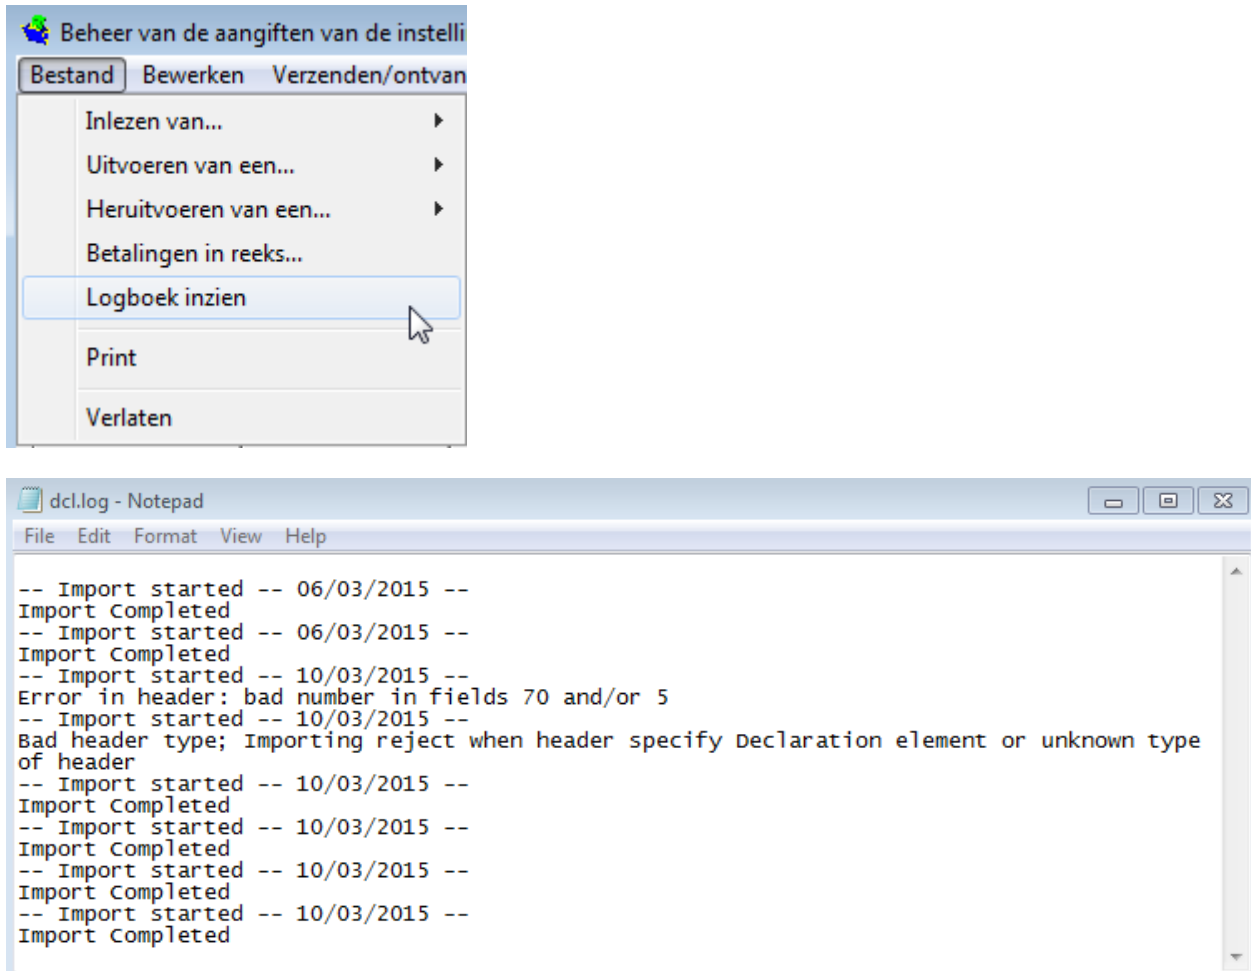 Beheer van de aangiften van de instelli
Bestand Bewerken Verzenden/ontvan
Inlezen van...
Uitvoeren van een...
Heruitvoeren van een...
Betalingen in reeks...
Logboek inzien
Print
Verlaten
dcl.log - Notepad
File Edit Format View Help
-- Import started -- 06/03/2015 --
Import Completed
-- Import started -- 06/03/2015 --
Import Completed
-- Import started -- 10/03/2015 --
Error in header: bad number in fields 70 and/or 5
-- Import started -- 10/03/2015 --
Bad header type; Importing reject when header specify Declaration element or unknown type
of header
-- Import started -- 10/03/2015 --
Import Completed
-- Import started -- 10/03/2015 --
Import Completed
-- Import started -- 10/03/2015 --
Import Completed
-- Import started -- 10/03/2015 --
Import Completed